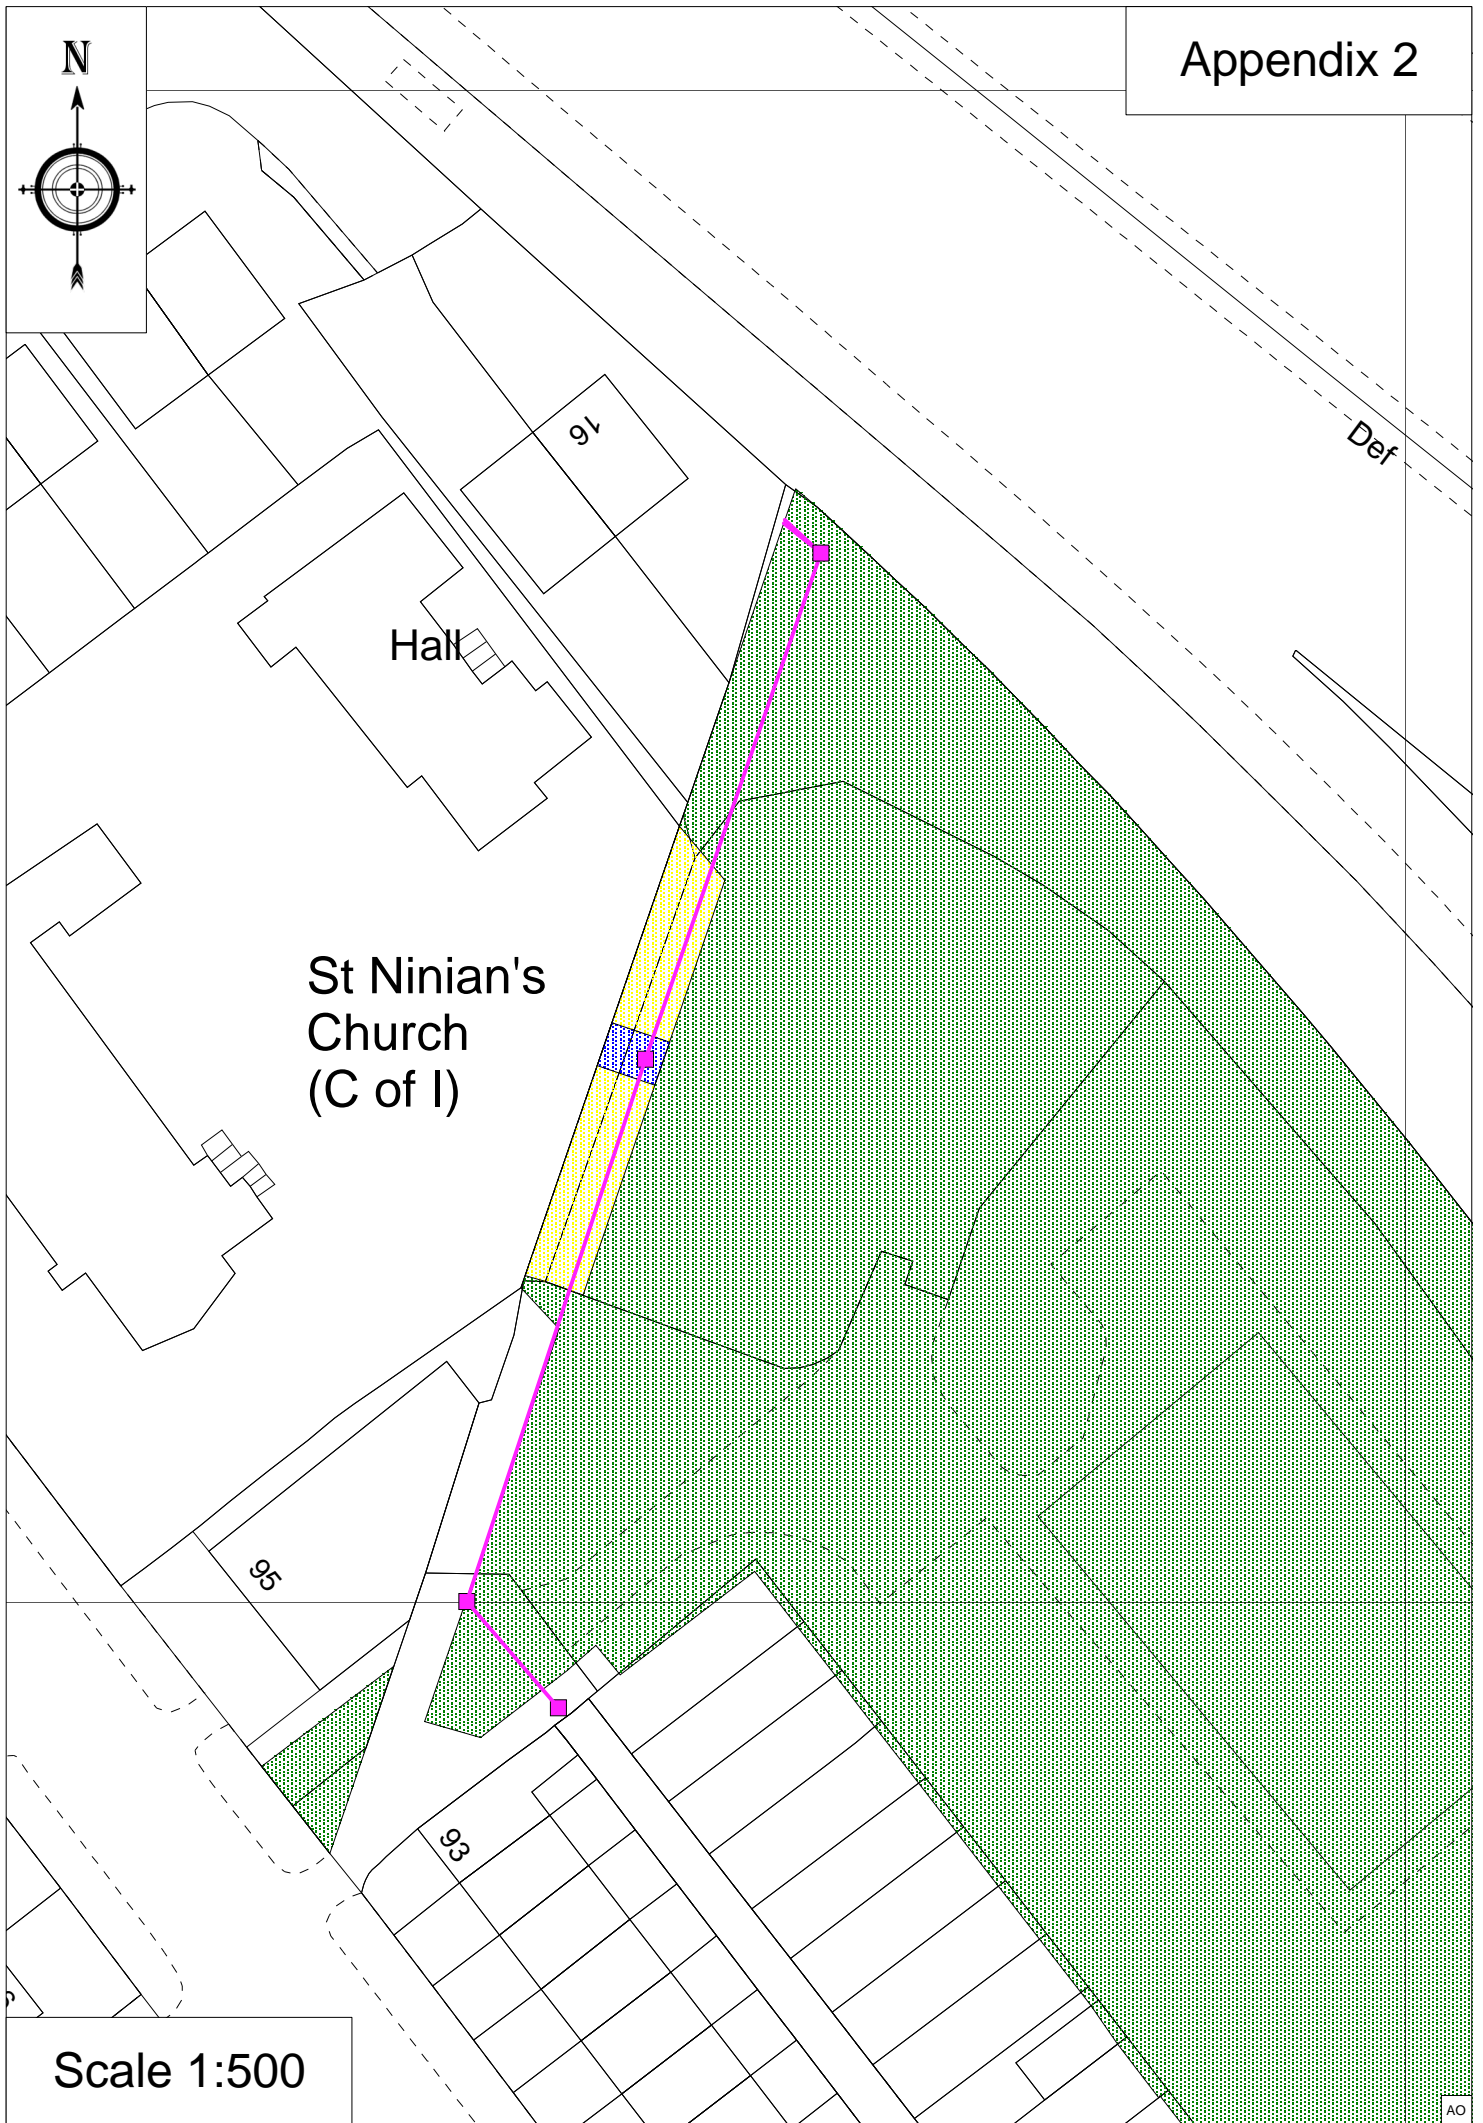 N
Appendix 2
16
Def
Hall
St Ninian's
Church
(C of I)
95
93
Scale 1:500
AO